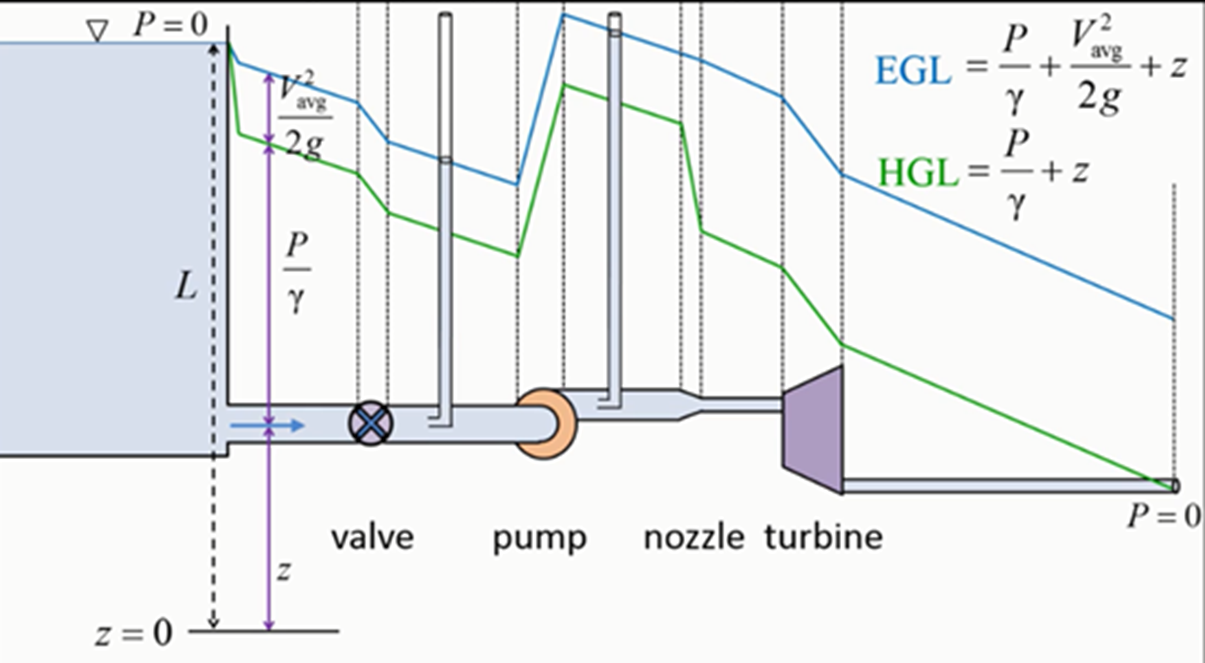 ▽ P = 0
EGL = P/γ + V²avg/2g + z
HGL = P/γ + z
V²avg/2g
P/γ
L
valve pump nozzle turbine
P = 0
z
z = 0